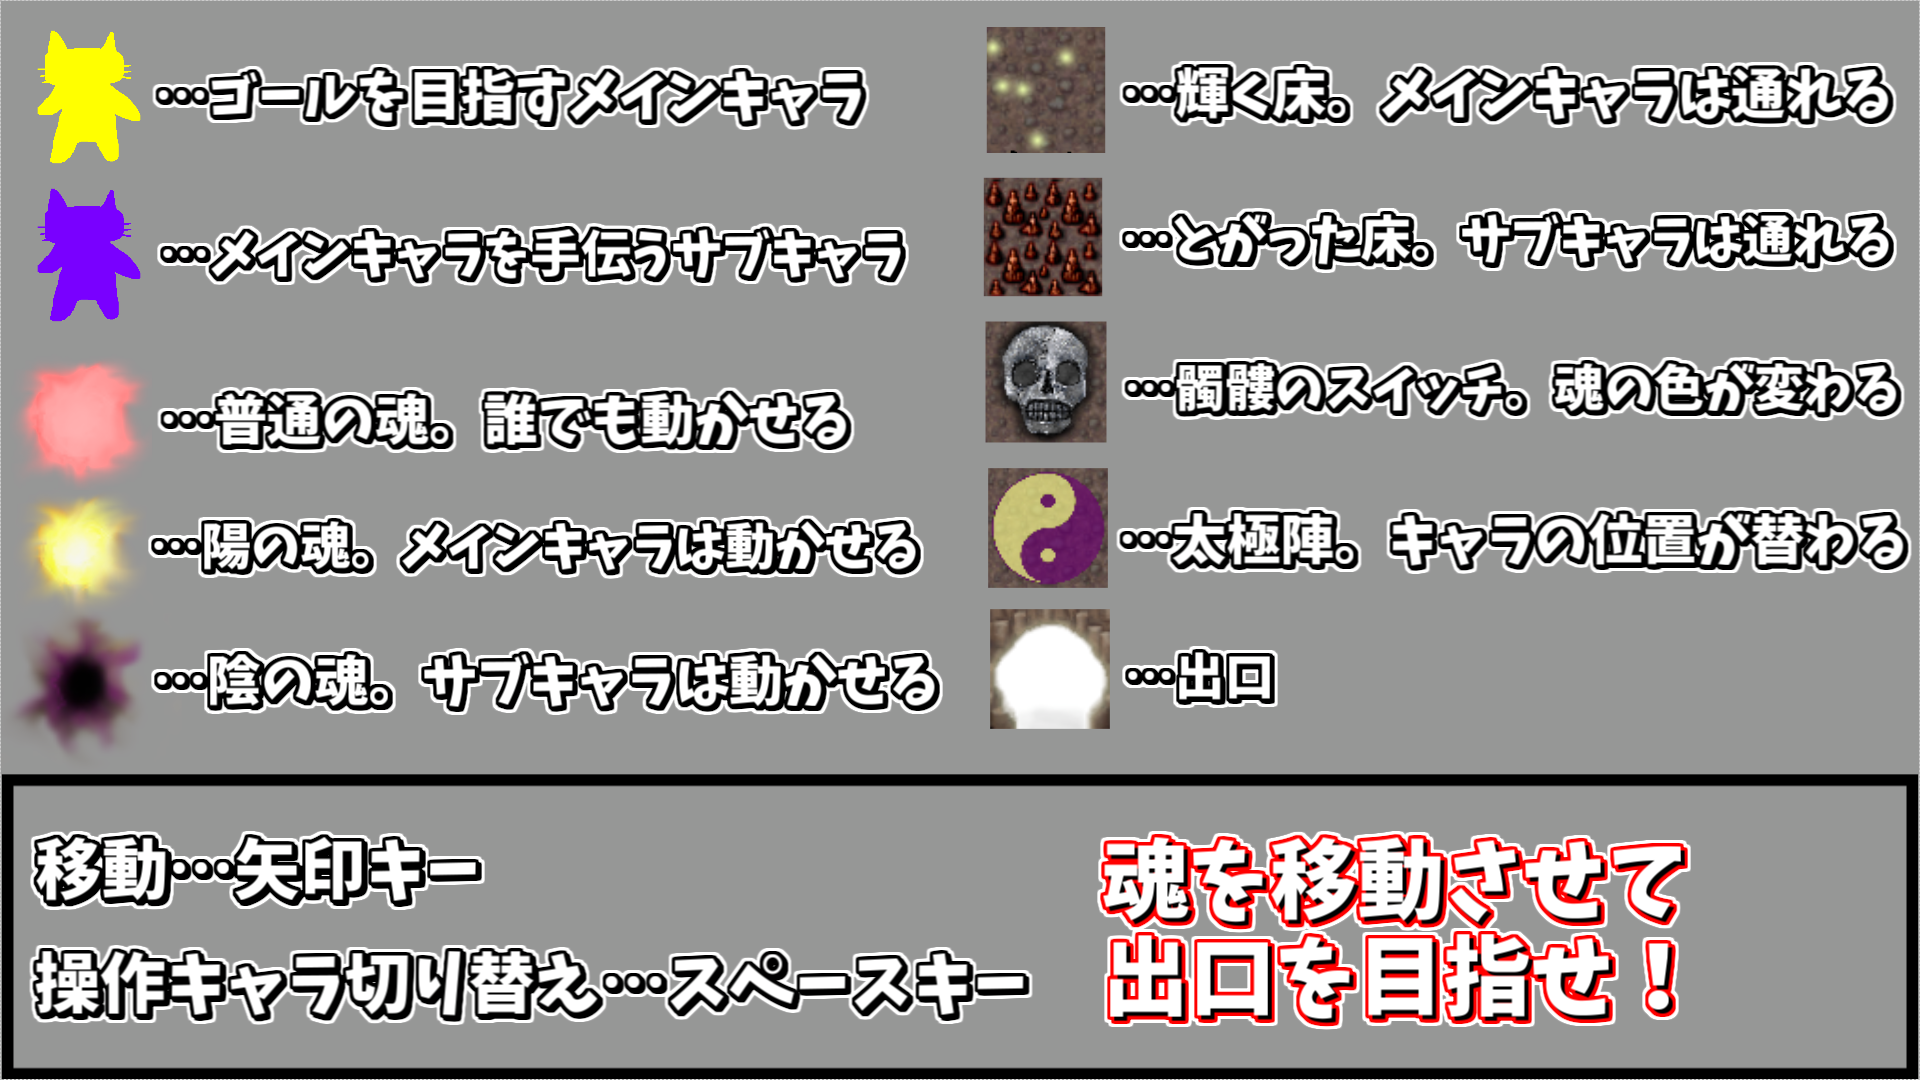 …ゴールを目指すメインキャラ
…メインキャラを手伝うサブキャラ
…普通の魂。誰でも動かせる
…陽の魂。メインキャラは動かせる
…陰の魂。サブキャラは動かせる
…輝く床。メインキャラは通れる
…とがった床。サブキャラは通れる
…髑髏のスイッチ。魂の色が変わる
…太極陣。キャラの位置が替わる
…出口
移動…矢印キー
操作キャラ切り替え…スペースキー
魂を移動させて
出口を目指せ！